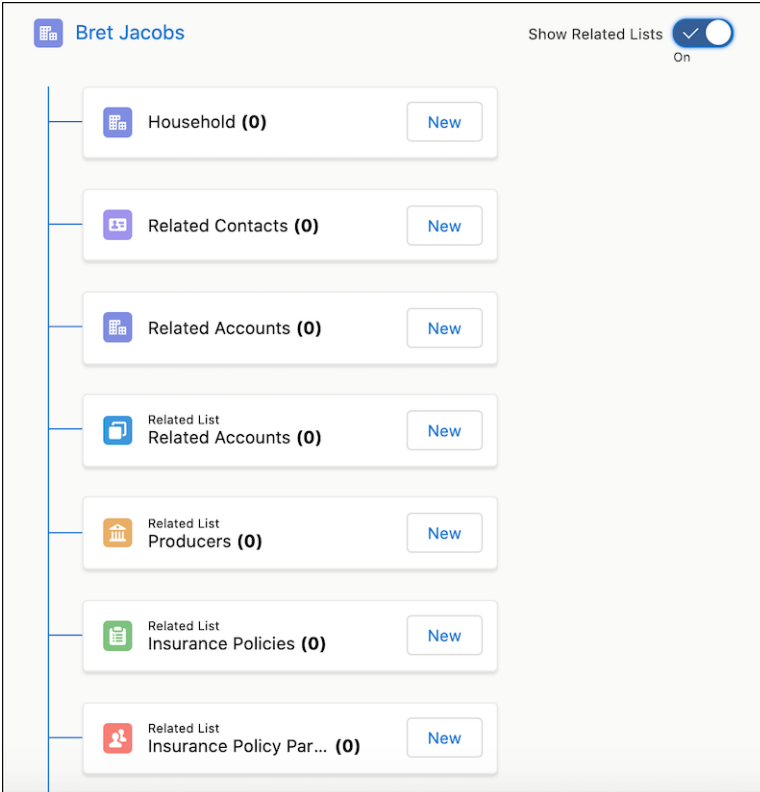 Bret Jacobs
Show Related Lists
On
Household (0)
New
Related Contacts (0)
New
Related Accounts (0)
New
Related List
Related Accounts (0)
New
Related List
Producers (0)
New
Related List
Insurance Policies (0)
New
Related List
Insurance Policy Par... (0)
New